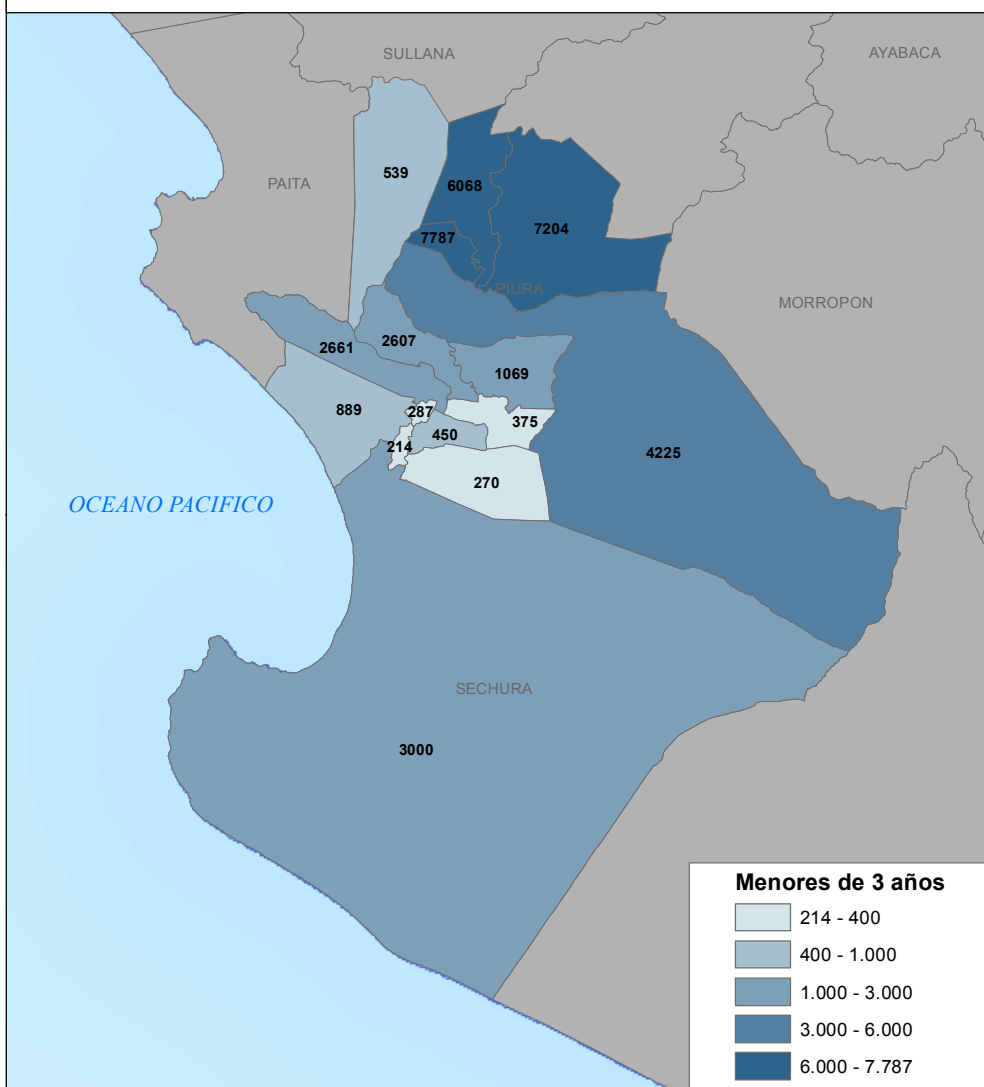 SULLANA
AYABACA
539
PAITA
6068
7204
7787
PIURA
MORROPON
2661
2607
1069
889
287
375
450
214
4225
270
OCEANO PACIFICO
SECHURA
3000
Menores de 3 años
214 - 400
400 - 1.000
1.000 - 3.000
3.000 - 6.000
6.000 - 7.787